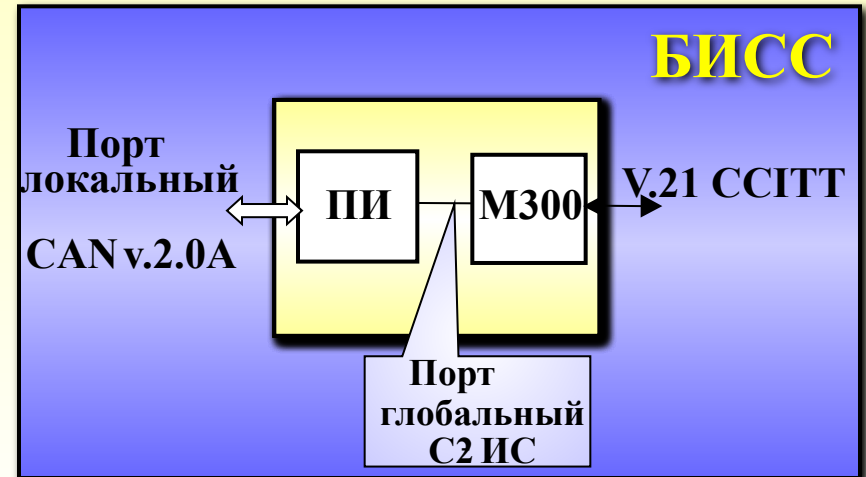 БИСС
Порт
локальный
CAN v.2.0A
ПИ
М300
V.21 CCITT
Порт
глобальный
С2 ИС